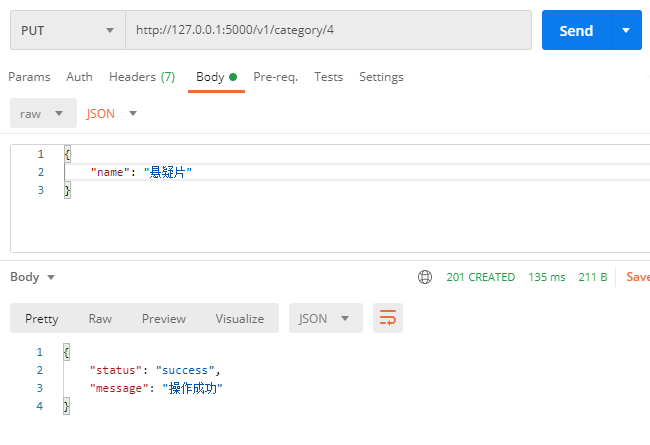 PUT http://127.0.0.1:5000/v1/category/4 Send
Params Auth Headers (7) Body Pre-req. Tests Settings
raw JSON
1 {
2 "name": "悬疑片"
3 }
Body 201 CREATED 135 ms 211 B Save
Pretty Raw Preview Visualize JSON
1 {
2 "status": "success",
3 "message": "操作成功"
4 }